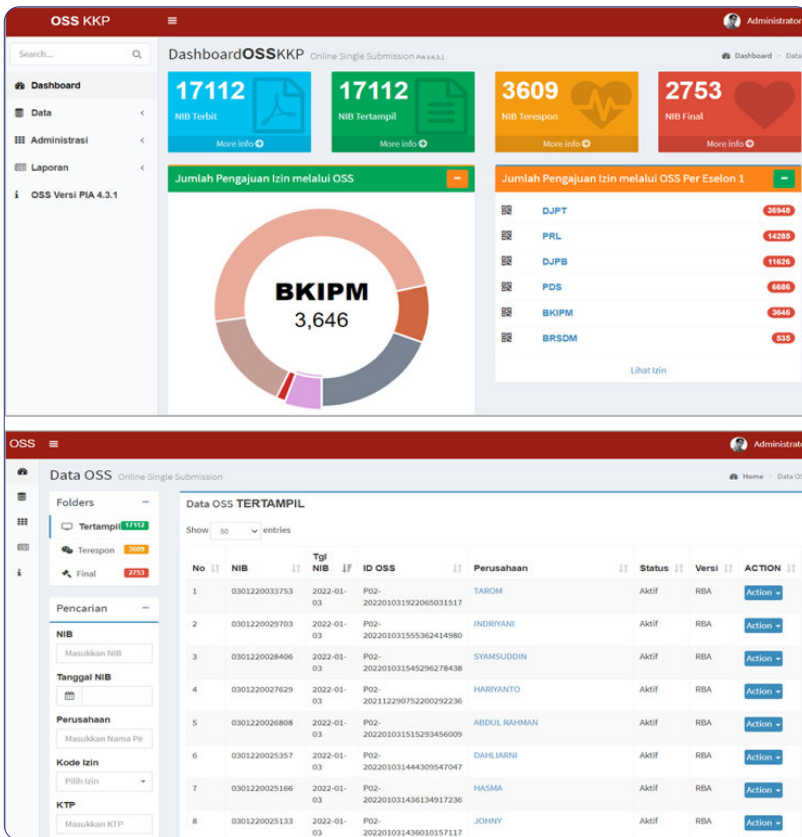 OSS KKP
Administrator
Search...
DashboardOSSKKP Online Single Submission PIA V.4.3.1
Dashboard
Data
Dashboard
Data
Administrasi
Laporan
OSS Versi PIA 4.3.1
17112
NIB Terbit
More info
17112
NIB Tertampil
More info
3609
NIB Terespon
More info
2753
NIB Final
More info
Jumlah Pengajuan Izin melalui OSS
BKIPM
3,646
Jumlah Pengajuan Izin melalui OSS Per Eselon 1
DJPT 36948
PRL 14285
DJPB 11626
PDS 6686
BKIPM 3646
BRSDM 535
Lihat Izin
OSS
Administrat
Data OSS Online Single Submission
Home Data OS
Folders
Tertampil 17112
Terespon 3609
Final 2753
Pencarian
NIB
Masukkan NIB
Tanggal NIB
Perusahaan
Masukkan Nama Pe
Kode Izin
Pilih Izin
KTP
Masukkan KTP
Data OSS TERTAMPIL
Show 50 entries
No NIB Tgl NIB ID OSS Perusahaan Status Versi ACTION
1 0301220033753 2022-01-03 P02-202201031922065031517 TAROM Aktif RBA Action
2 0301220029703 2022-01-03 P02-202201031555362414980 INDRIYANI Aktif RBA Action
3 0301220028406 2022-01-03 P02-202201031545296278438 SYAMSUDDIN Aktif RBA Action
4 0301220027629 2022-01-03 P02-202112290752200292236 HARIYANTO Aktif RBA Action
5 0301220026808 2022-01-03 P02-202201031515293456009 ABDUL RAHMAN Aktif RBA Action
6 0301220025357 2022-01-03 P02-202201031444309547047 DAHLIARNI Aktif RBA Action
7 0301220025166 2022-01-03 P02-202201031436134917236 HASMA Aktif RBA Action
8 0301220025133 2022-01-03 P02-202201031436010157117 JOHNY Aktif RBA Action